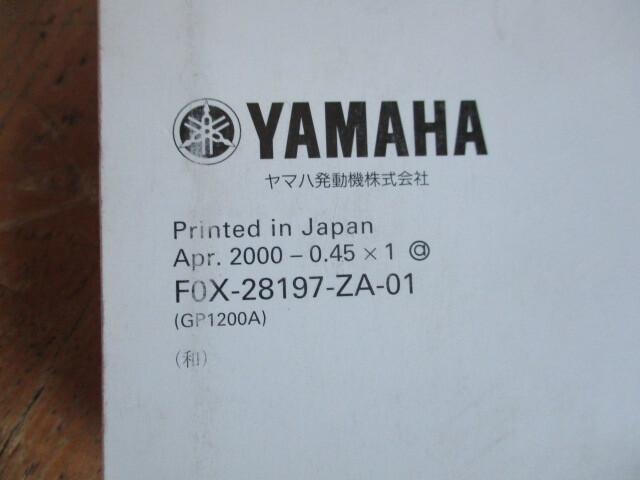 YAMAHA
ヤマハ発動機株式会社
Printed in Japan
Apr. 2000 – 0.45 × 1 ⓐ
F0X-28197-ZA-01
(GP1200A)
(和)